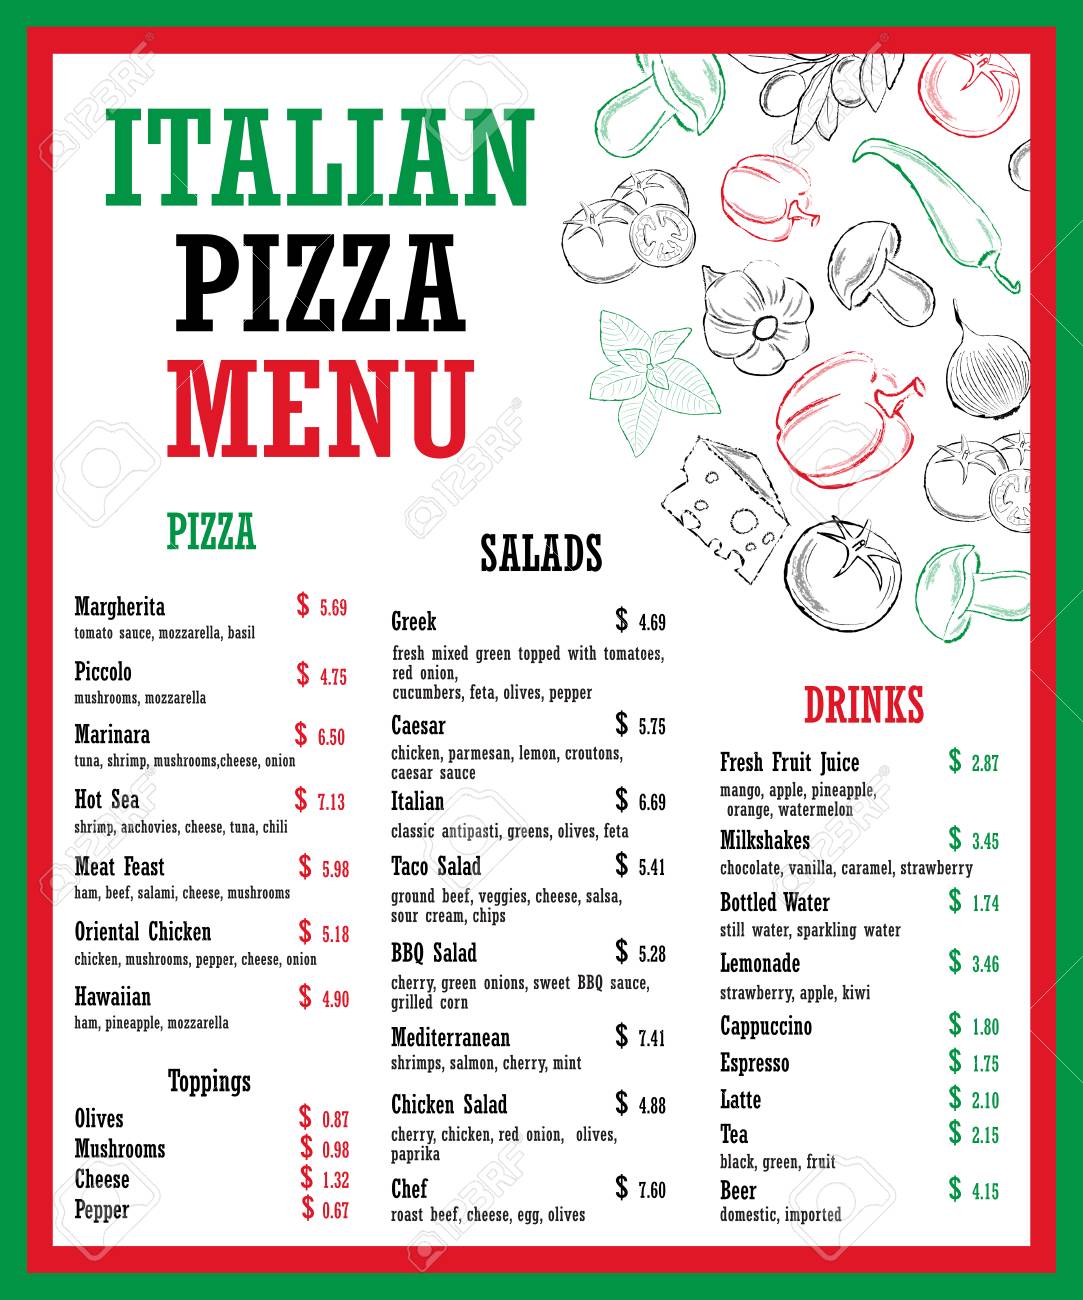 ITALIAN
PIZZA
MENU
PIZZA
Margherita $ 5.69
tomato sauce, mozzarella, basil
Piccolo $ 4.75
mushrooms, mozzarella
Marinara $ 6.50
tuna, shrimp, mushrooms,cheese, onion
Hot Sea $ 7.13
shrimp, anchovies, cheese, tuna, chili
Meat Feast $ 5.98
ham, beef, salami, cheese, mushrooms
Oriental Chicken $ 5.18
chicken, mushrooms, pepper, cheese, onion
Hawaiian $ 4.90
ham, pineapple, mozzarella
Toppings
Olives $ 0.87
Mushrooms $ 0.98
Cheese $ 1.32
Pepper $ 0.67
SALADS
Greek $ 4.69
fresh mixed green topped with tomatoes,
red onion,
cucumbers, feta, olives, pepper
Caesar $ 5.75
chicken, parmesan, lemon, croutons,
caesar sauce
Italian $ 6.69
classic antipasti, greens, olives, feta
Taco Salad $ 5.41
ground beef, veggies, cheese, salsa,
sour cream, chips
BBQ Salad $ 5.28
cherry, green onions, sweet BBQ sauce,
grilled corn
Mediterranean $ 7.41
shrimps, salmon, cherry, mint
Chicken Salad $ 4.88
cherry, chicken, red onion, olives,
paprika
Chef $ 7.60
roast beef, cheese, egg, olives
DRINKS
Fresh Fruit Juice $ 2.87
mango, apple, pineapple,
orange, watermelon
Milkshakes $ 3.45
chocolate, vanilla, caramel, strawberry
Bottled Water $ 1.74
still water, sparkling water
Lemonade $ 3.46
strawberry, apple, kiwi
Cappuccino $ 1.80
Espresso $ 1.75
Latte $ 2.10
Tea $ 2.15
black, green, fruit
Beer $ 4.15
domestic, imported
123RF